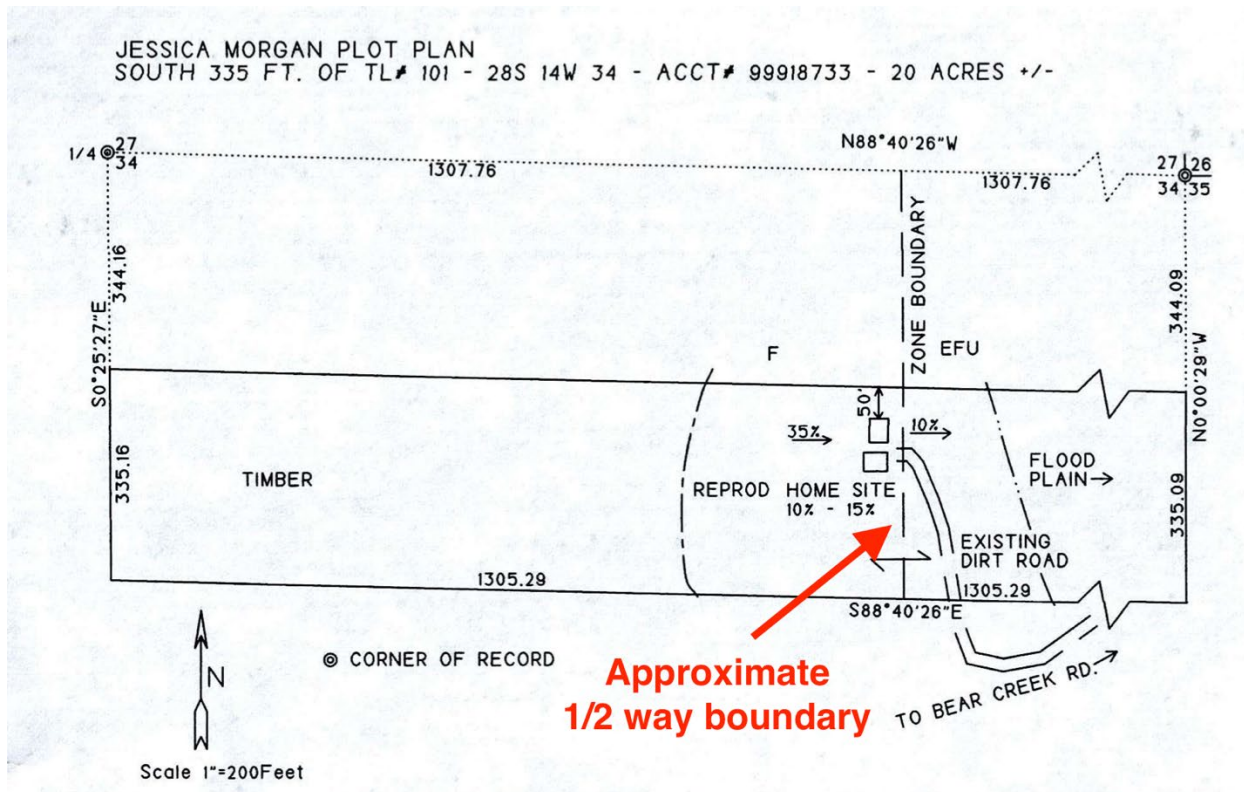 JESSICA MORGAN PLOT PLAN
SOUTH 335 FT. OF TL# 101 - 28S 14W 34 - ACCT# 99918733 - 20 ACRES +/-
N88°40'26"W
1/4
27
34
1307.76
1307.76
27 26
34 35
S0°25'27"E
344.16
ZONE BOUNDARY
344.09
N0°00'28"W
F
EFU
50'
35%
10%
335.16
TIMBER
REPROD
HOME SITE
10% - 15%
FLOOD
PLAIN
335.09
EXISTING
DIRT ROAD
1305.29
1305.29
S88°40'26"E
N
CORNER OF RECORD
Approximate
1/2 way boundary
TO BEAR CREEK RD.
Scale 1"=200Feet